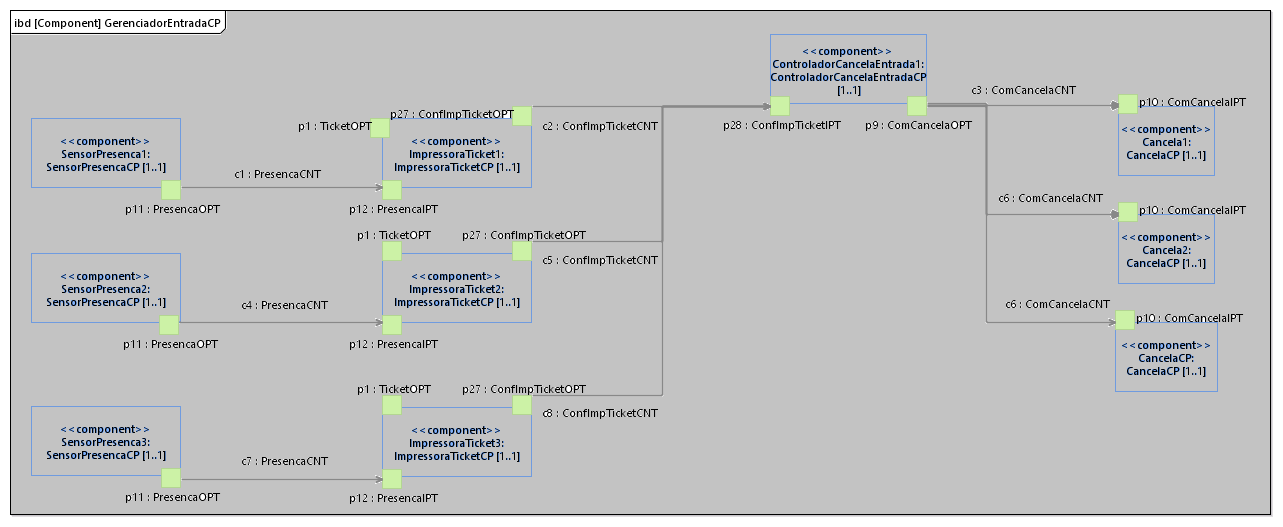 ibd [Component] GerenciadorEntradaCP
<<component>>
ControladorCancelaEntrada1:
ControladorCancelaEntradaCP
[1..1]
c3 : ComCancelaCNT
p10 : ComCancelaIPT
p27 : ConfImpTicketOPT
p1 : TicketOPT
c2 : ConfImpTicketCNT
p28 : ConfImpTicketIPT
p9 : ComCancelaOPT
<<component>>
SensorPresenca1:
SensorPresencaCP [1..1]
<<component>>
ImpressoraTicket1:
ImpressoraTicketCP [1..1]
<<component>>
Cancela1:
CancelaCP [1..1]
c1 : PresencaCNT
p11 : PresencaOPT
p12 : PresencaIPT
c6 : ComCancelaCNT
p10 : ComCancelaIPT
p1 : TicketOPT
p27 : ConfImpTicketOPT
c5 : ConfImpTicketCNT
<<component>>
Cancela2:
CancelaCP [1..1]
<<component>>
SensorPresenca2:
SensorPresencaCP [1..1]
<<component>>
ImpressoraTicket2:
ImpressoraTicketCP [1..1]
c4 : PresencaCNT
c6 : ComCancelaCNT
p10 : ComCancelaIPT
p11 : PresencaOPT
p12 : PresencaIPT
<<component>>
CancelaCP:
CancelaCP [1..1]
p1 : TicketOPT
p27 : ConfImpTicketOPT
c8 : ConfImpTicketCNT
<<component>>
SensorPresenca3:
SensorPresencaCP [1..1]
<<component>>
ImpressoraTicket3:
ImpressoraTicketCP [1..1]
c7 : PresencaCNT
p11 : PresencaOPT
p12 : PresencaIPT